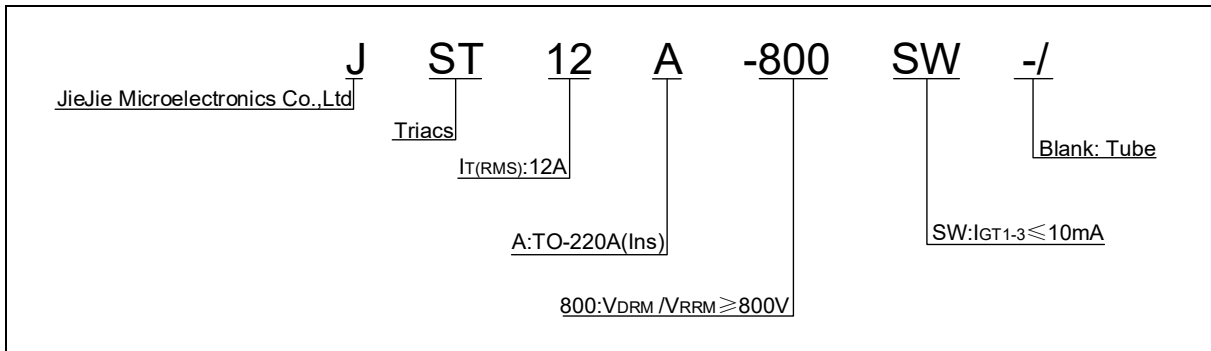 J ST 12 A -800 SW -/
JieJie Microelectronics Co.,Ltd
Triacs
Blank: Tube
IT(RMS):12A
SW:IGT1-3≤10mA
A:TO-220A(Ins)
800:VDRM /VRRM≥800V